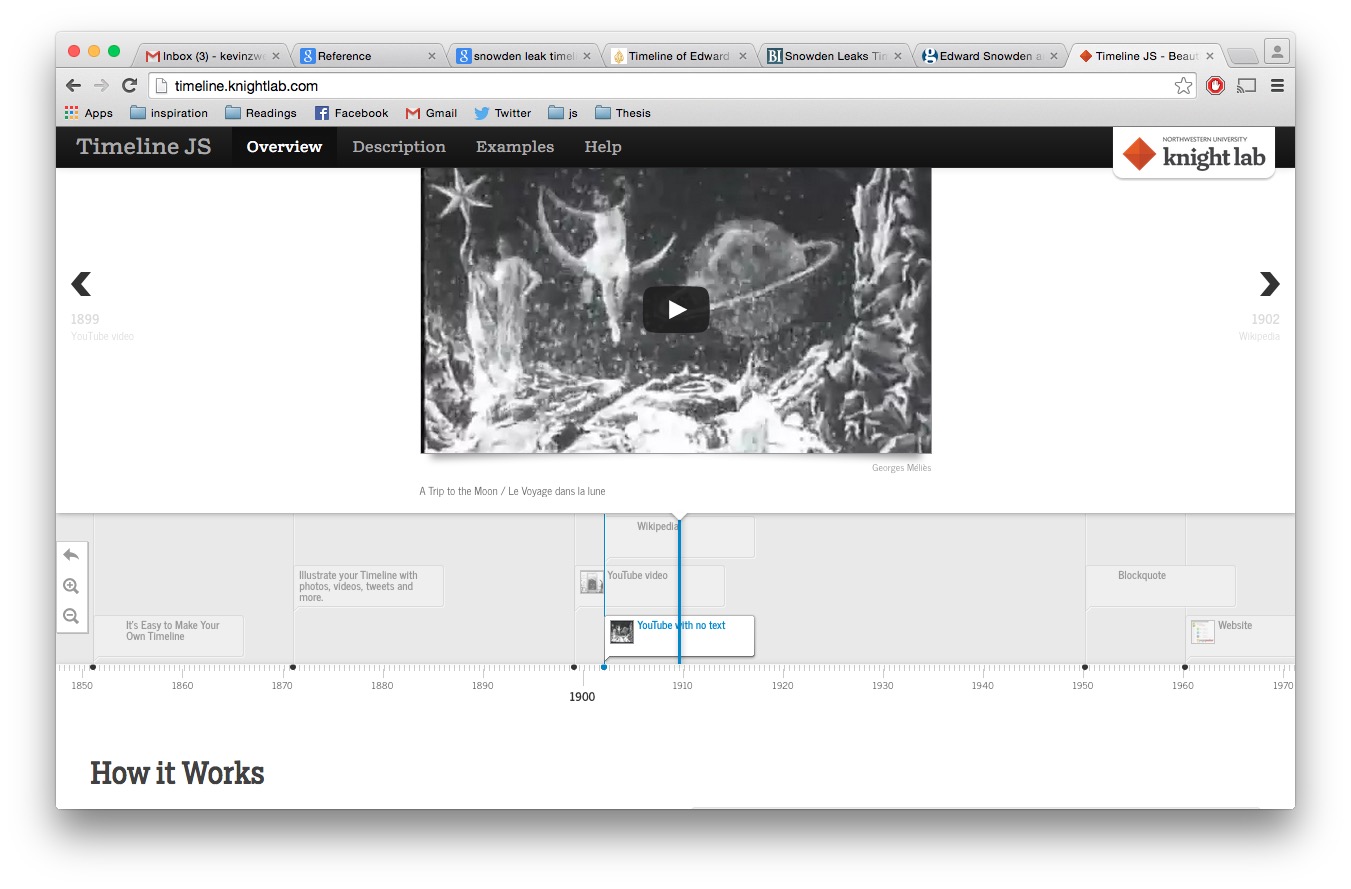 Inbox (3) - kevinzw
Reference
snowden leak timel
Timeline of Edward
BI Snowden Leaks Tim
Edward Snowden a
Timeline JS - Beaut
timeline.knightlab.com
Apps inspiration Readings Facebook Gmail Twitter js Thesis
Timeline JS Overview Description Examples Help
NORTHWESTERN UNIVERSITY
knight lab
1899
YouTube video
1902
Wikipedia
Georges Méliès
A Trip to the Moon / Le Voyage dans la lune
Wikipedia
Illustrate your Timeline with
photos, videos, tweets and
more.
YouTube video
Blockquote
It's Easy to Make Your
Own Timeline
YouTube with no text
Website
1850 1860 1870 1880 1890 1900 1910 1920 1930 1940 1950 1960 1970
How it Works